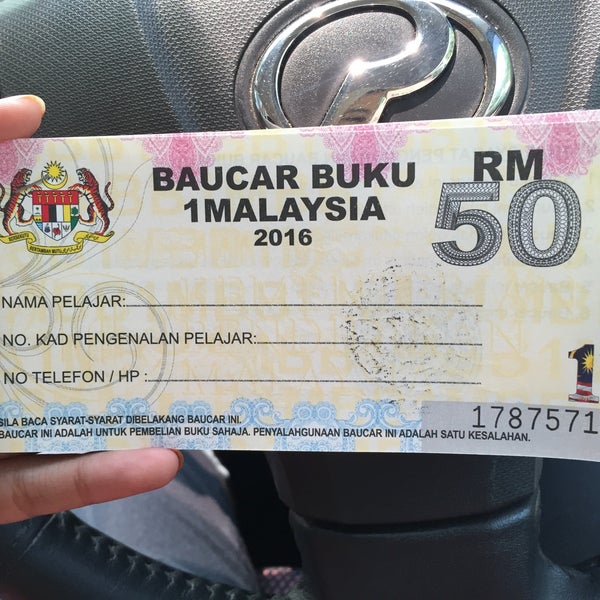 BAUCAR BUKU
1MALAYSIA
2016
RM
50
NAMA PELAJAR:
NO. KAD PENGENALAN PELAJAR:
NO TELEFON / HP :
1
1787571
SILA BACA SYARAT-SYARAT DIBELAKANG BAUCAR INI.
BAUCAR INI ADALAH UNTUK PEMBELIAN BUKU SAHAJA. PENYALAHGUNAAN BAUCAR INI ADALAH SATU KESALAHAN.